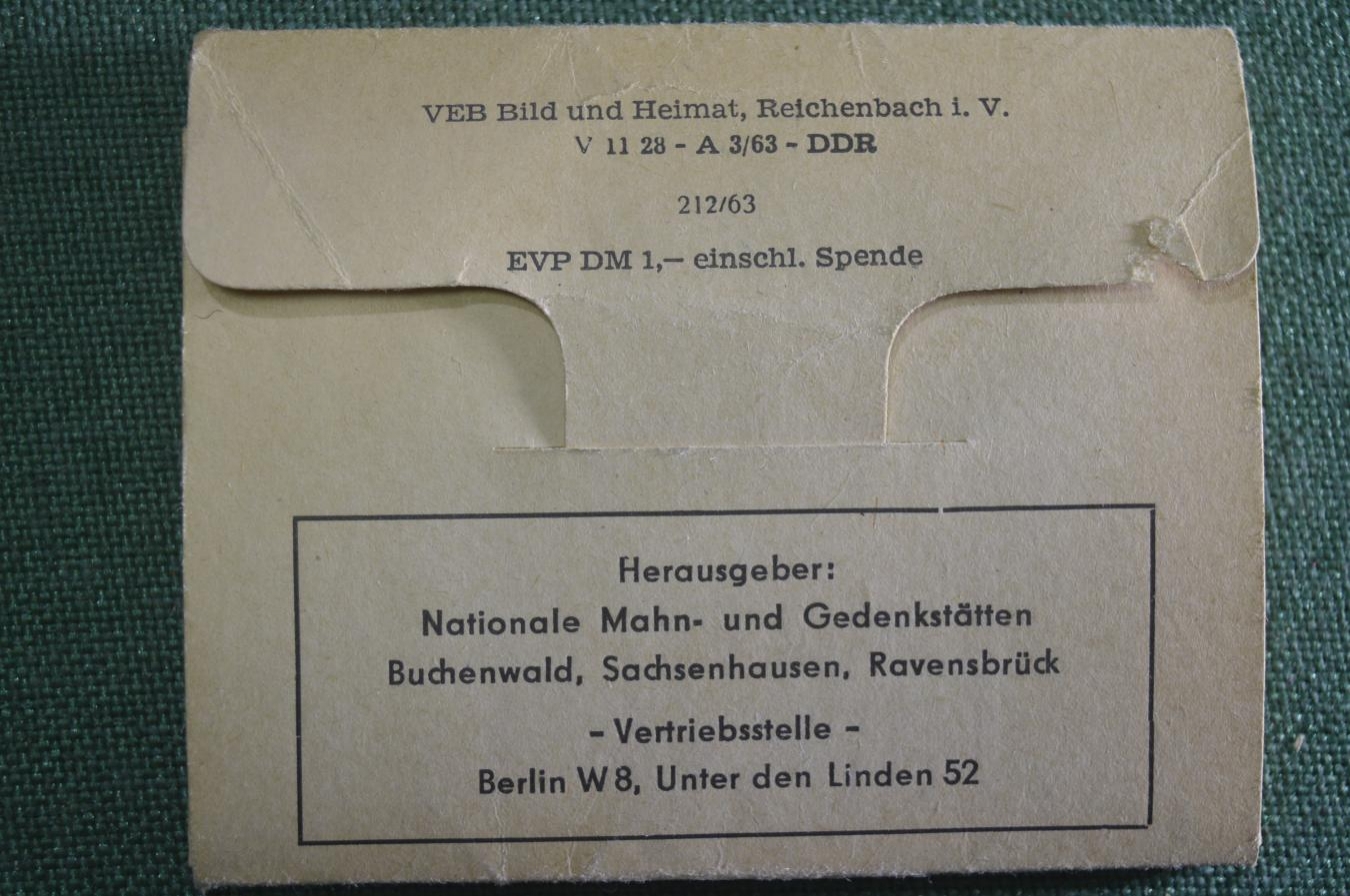 VEB Bild und Heimat, Reichenbach i. V.
V 11 28 - A 3/63 - DDR
212/63
EVP DM 1,— einschl. Spende
Herausgeber:
Nationale Mahn- und Gedenkstätten
Buchenwald, Sachsenhausen, Ravensbrück
- Vertriebsstelle -
Berlin W 8, Unter den Linden 52